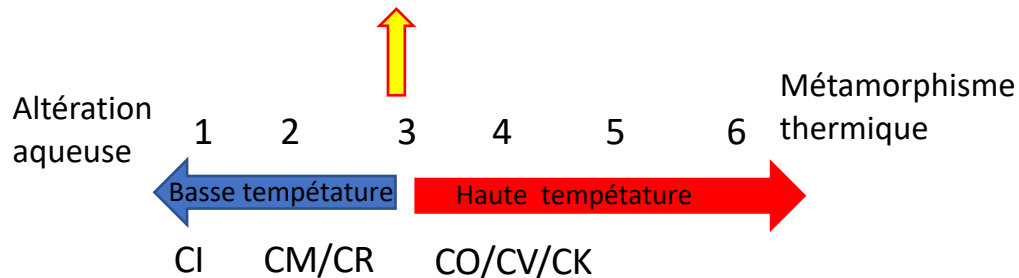 Altération
aqueuse
1 2 3 4 5 6
Métamorphisme
thermique
Basse tempétature
Haute tempétature
CI CM/CR CO/CV/CK